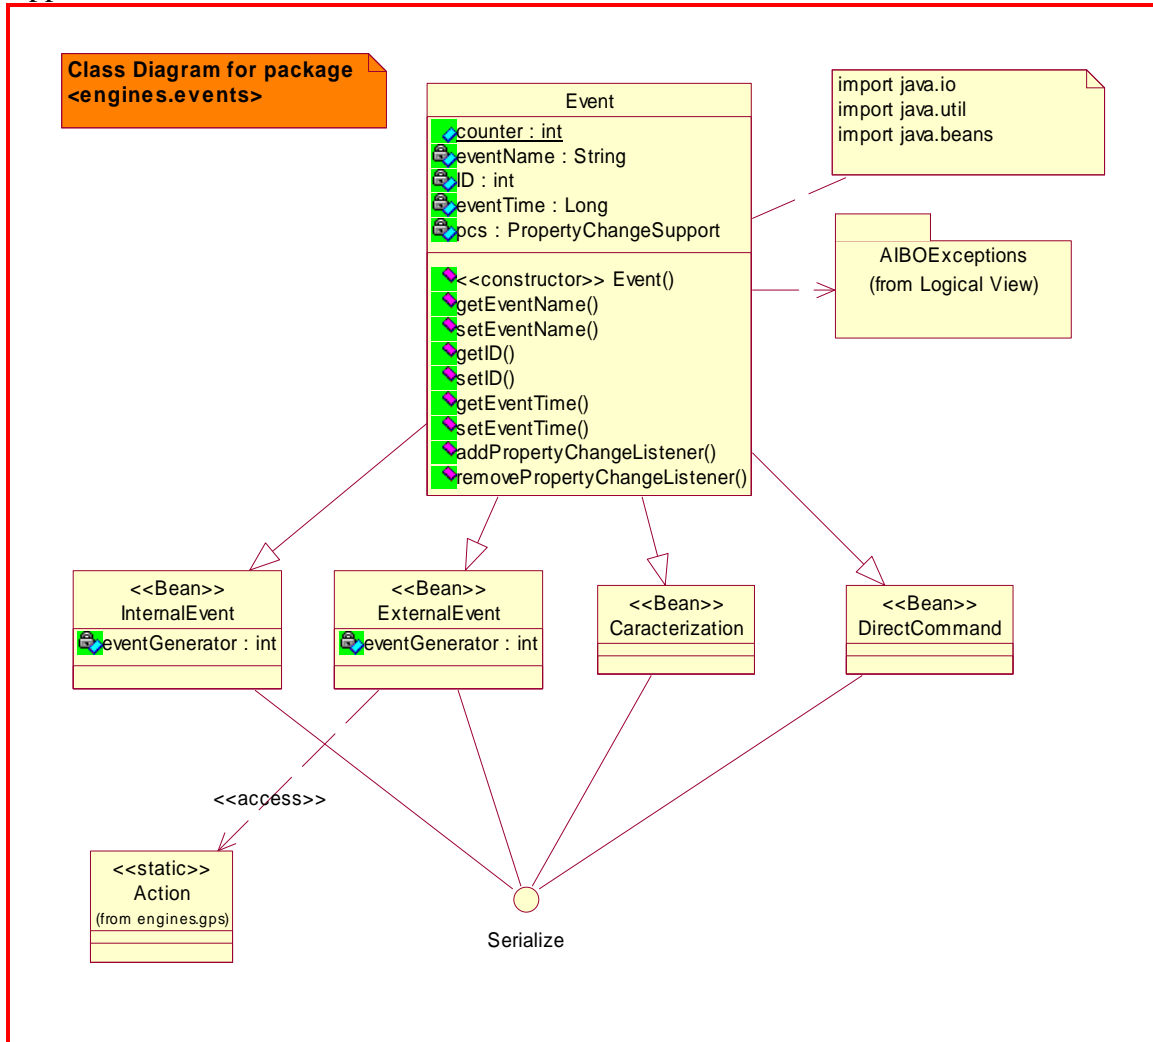 Class Diagram for package
<engines.events>
Event
counter : int
eventName : String
ID : int
eventTime : Long
pcs : PropertyChangeSupport
<<constructor>> Event()
getEventName()
setEventName()
getID()
setID()
getEventTime()
setEventTime()
addPropertyChangeListener()
removePropertyChangeListener()
import java.io
import java.util
import java.beans
AIBOExceptions
(from Logical View)
<<Bean>>
InternalEvent
eventGenerator : int
<<Bean>>
ExternalEvent
eventGenerator : int
<<Bean>>
Caracterization
<<Bean>>
DirectCommand
<<access>>
<<static>>
Action
(from engines.gps)
Serialize